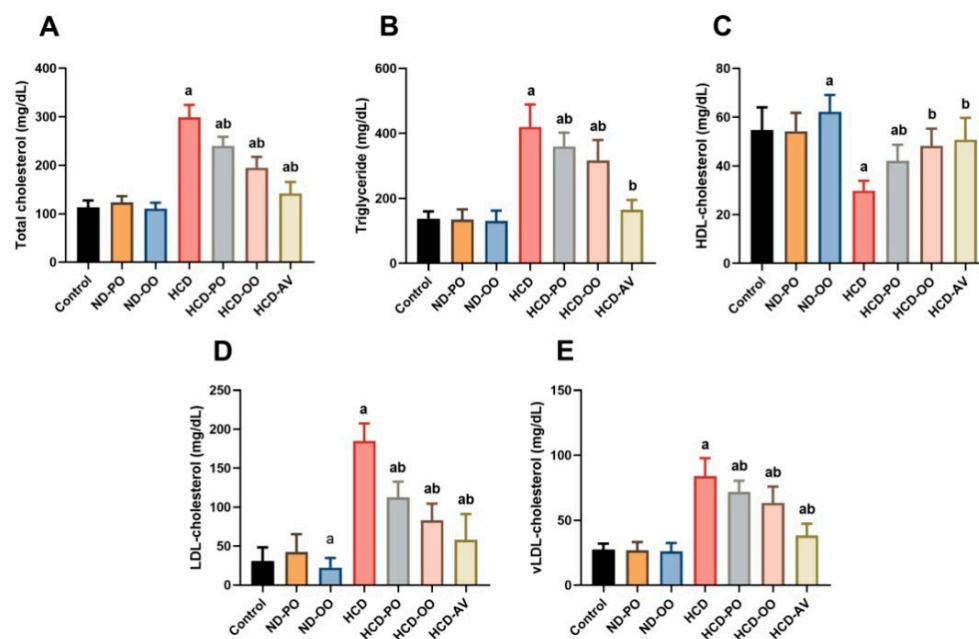 A
Total cholesterol (mg/dL)
400
300
200
100
0
a
ab
ab
ab
Control
ND-PO
ND-OO
HCD
HCD-PO
HCD-OO
HCD-AV
B
Triglyceride (mg/dL)
600
400
200
0
a
ab
ab
b
Control
ND-PO
ND-OO
HCD
HCD-PO
HCD-OO
HCD-AV
C
HDL-cholesterol (mg/dL)
80
60
40
20
0
a
a
ab
b
b
Control
ND-PO
ND-OO
HCD
HCD-PO
HCD-OO
HCD-AV
D
LDL-cholesterol (mg/dL)
250
200
150
100
50
0
a
a
ab
ab
ab
Control
ND-PO
ND-OO
HCD
HCD-PO
HCD-OO
HCD-AV
E
vLDL-cholesterol (mg/dL)
150
100
50
0
a
ab
ab
ab
Control
ND-PO
ND-OO
HCD
HCD-PO
HCD-OO
HCD-AV